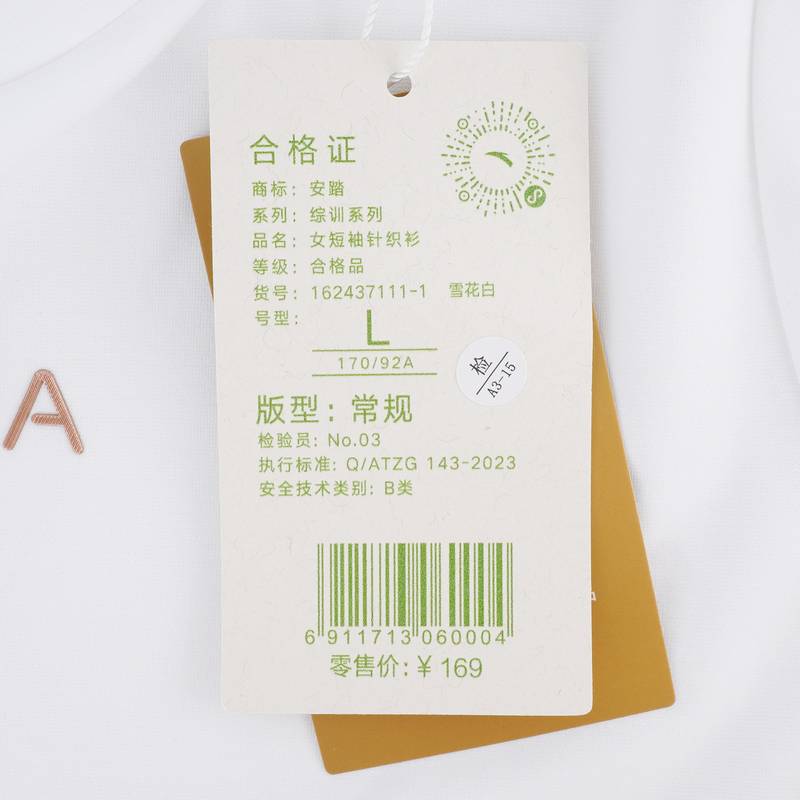 合格证
商标：安踏
系列：综训系列
品名：女短袖针织衫
等级：合格品
货号：162437111-1 雪花白
号型：
L
170/92A
检
A3-15
版型：常规
检验员：No.03
执行标准：Q/ATZG 143-2023
安全技术类别：B类
6 911713 060004
零售价：¥ 169
A